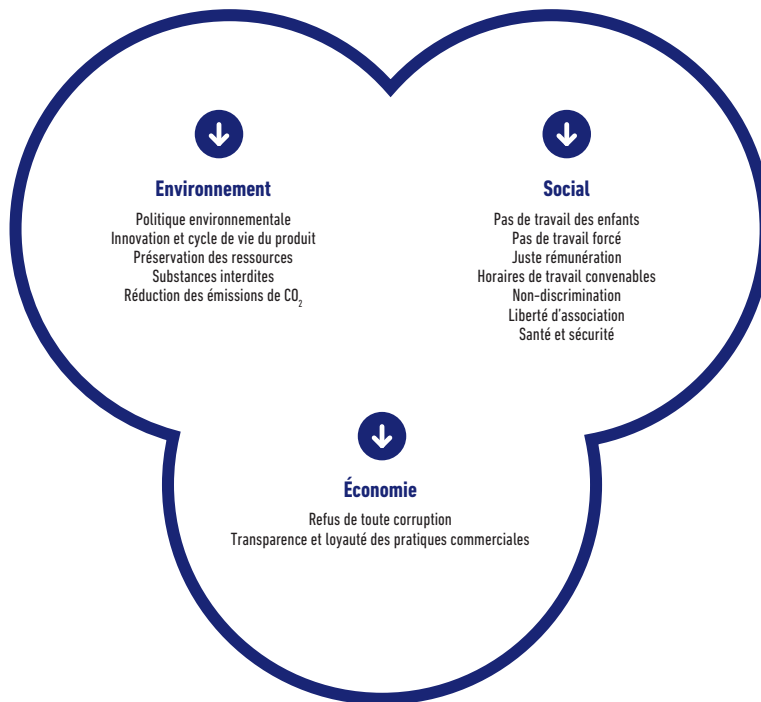 Environnement
Politique environnementale
Innovation et cycle de vie du produit
Préservation des ressources
Substances interdites
Réduction des émissions de CO₂
Social
Pas de travail des enfants
Pas de travail forcé
Juste rémunération
Horaires de travail convenables
Non-discrimination
Liberté d'association
Santé et sécurité
Économie
Refus de toute corruption
Transparence et loyauté des pratiques commerciales